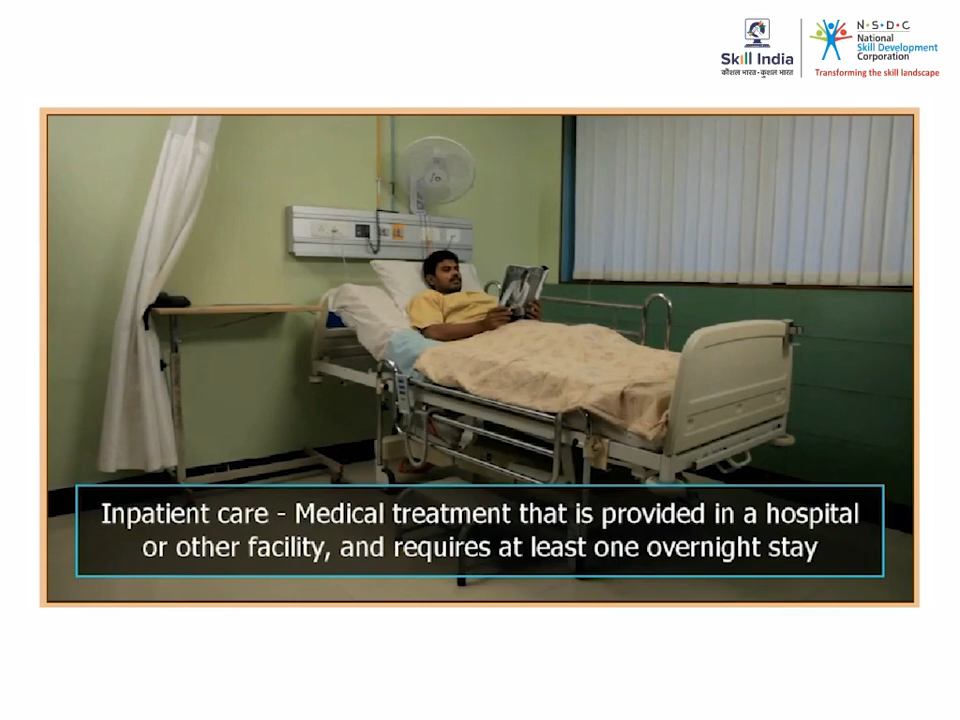 Skill India
कौशल भारत - कुशल भारत
N·S·D·C
National
Skill Development
Corporation
Transforming the skill landscape
Inpatient care - Medical treatment that is provided in a hospital
or other facility, and requires at least one overnight stay